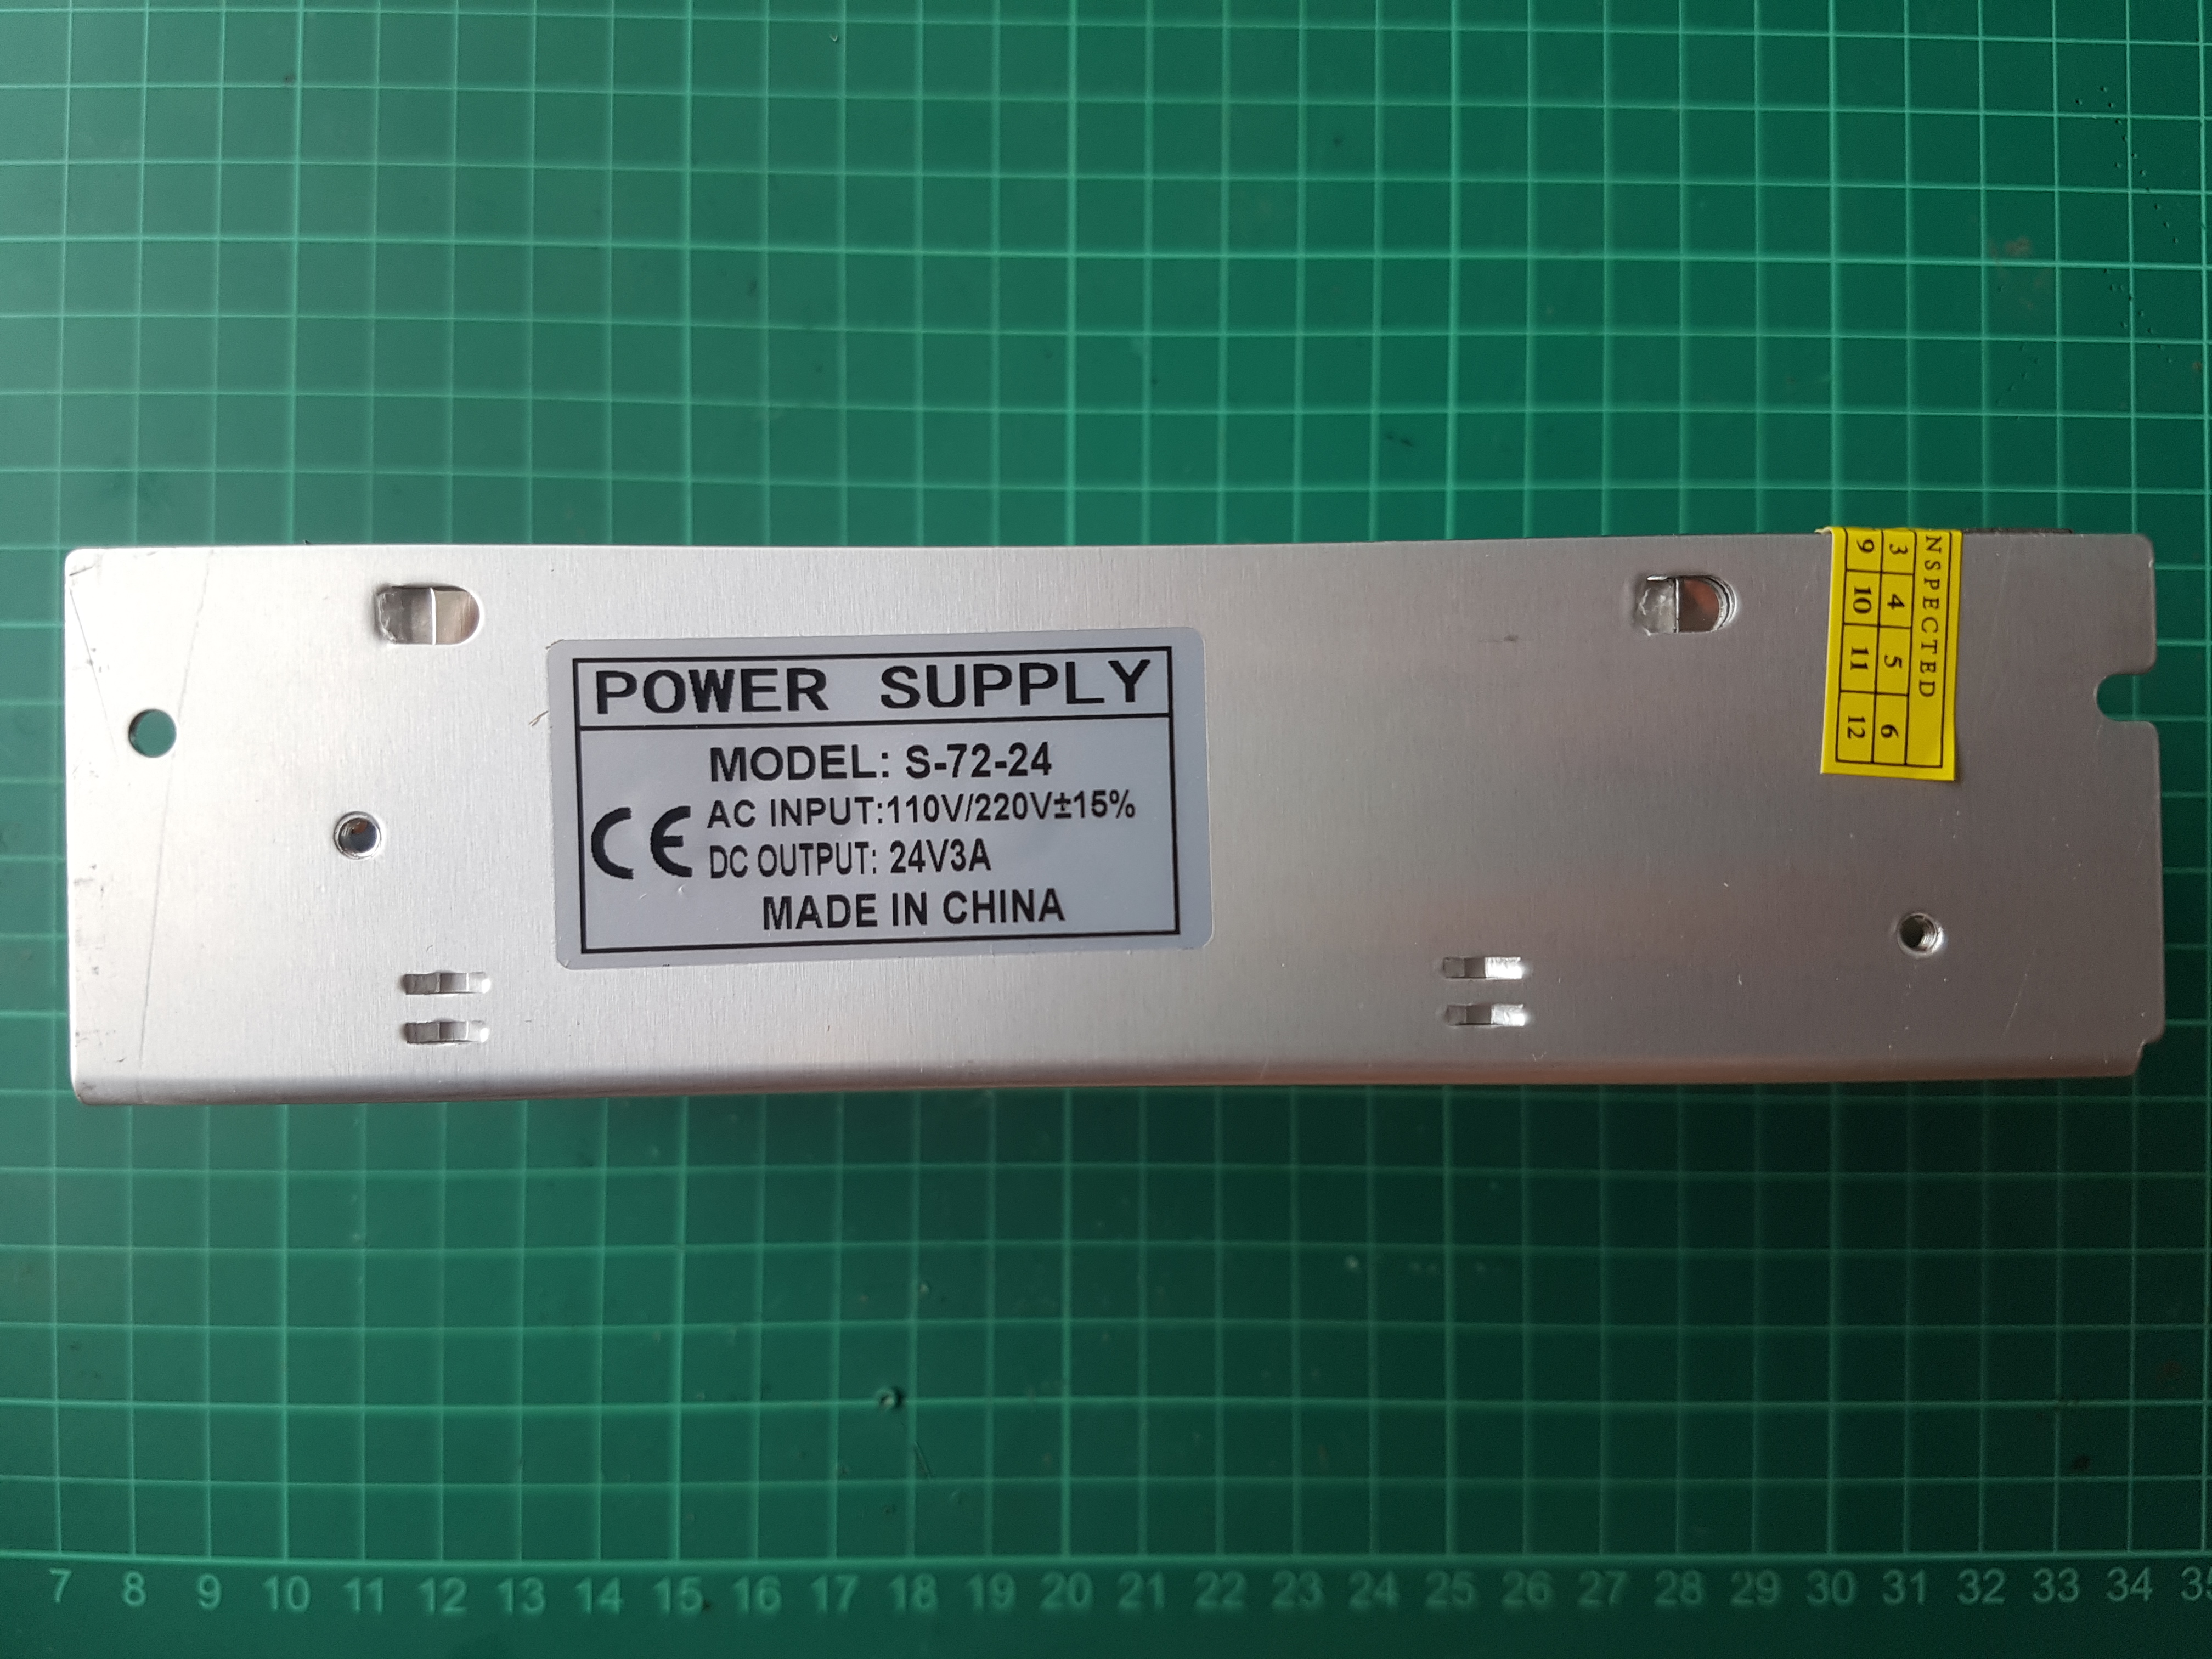 POWER SUPPLY
MODEL: S-72-24
CE AC INPUT:110V/220V±15%
DC OUTPUT: 24V3A
MADE IN CHINA
NSPECTED
3 4 5 6
9 10 11 12
7 8 9 10 11 12 13 14 15 16 17 18 19 20 21 22 23 24 25 26 27 28 29 30 31 32 33 34